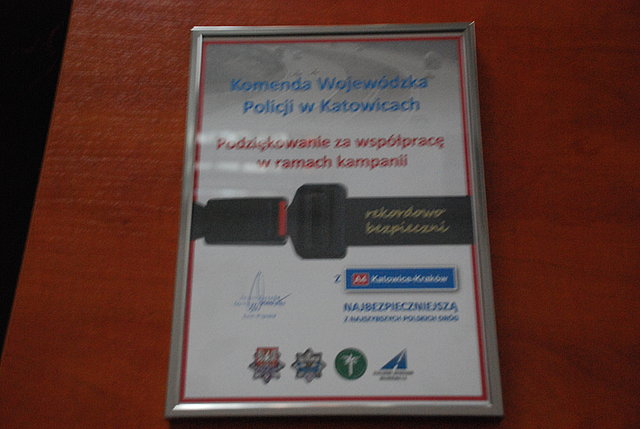 Komenda Wojewódzka
Policji w Katowicach
Podziękowanie za współpracę
w ramach kampanii
rekordowo
bezpieczni
z A4 Katowice-Kraków
NAJBEZPIECZNIEJSZĄ
Z NAJSZYBSZYCH POLSKICH DRÓG